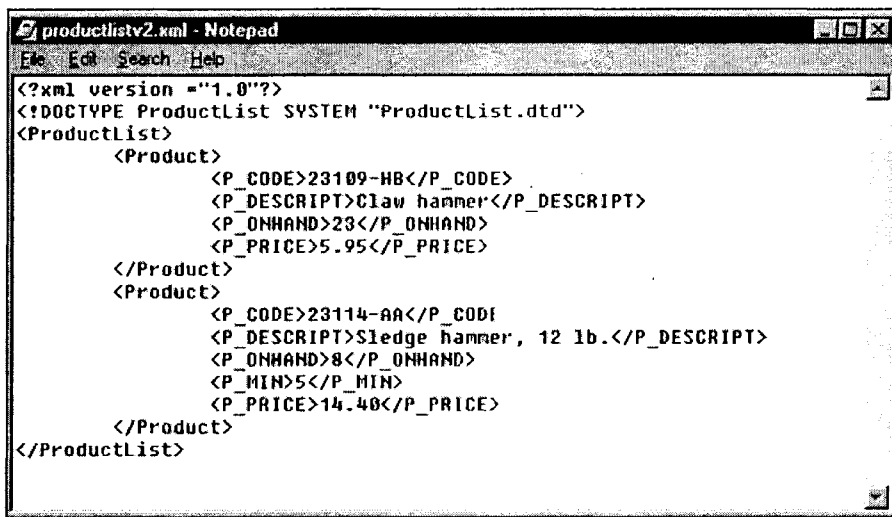 productlistv2.xml - Notepad
File Edit Search Help
<?xml version ="1.0"?>
<!DOCTYPE ProductList SYSTEM "ProductList.dtd">
<ProductList>
<Product>
<P_CODE>23109-HB</P_CODE>
<P_DESCRIPT>Claw hammer</P_DESCRIPT>
<P_ONHAND>23</P_ONHAND>
<P_PRICE>5.95</P_PRICE>
</Product>
<Product>
<P_CODE>23114-AA</P_CODE
<P_DESCRIPT>Sledge hammer, 12 lb.</P_DESCRIPT>
<P_ONHAND>8</P_ONHAND>
<P_MIN>5</P_MIN>
<P_PRICE>14.40</P_PRICE>
</Product>
</ProductList>